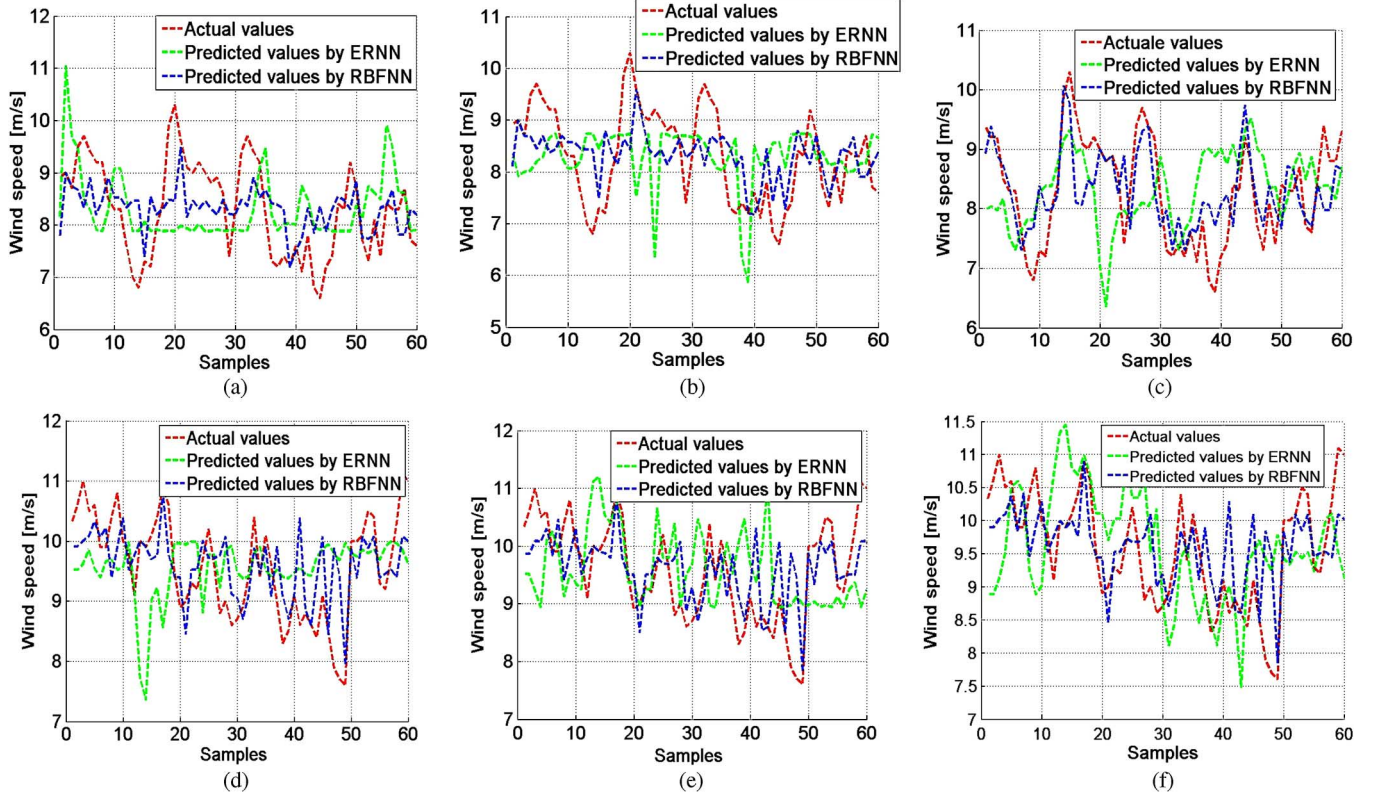 12
11
10
9
8
7
6
Wind speed [m/s]
Actual values
Predicted values by ERNN
Predicted values by RBFNN
0 10 20 30 40 50 60
Samples
(a)
11
10
9
8
7
6
5
Wind speed [m/s]
Actual values
Predicted values by ERNN
Predicted values by RBFNN
0 10 20 30 40 50 60
Samples
(b)
11
10
9
8
7
6
Wind speed [m/s]
Actuale values
Predicted values by ERNN
Predicted values by RBFNN
0 10 20 30 40 50 60
Samples
(c)
12
11
10
9
8
7
Wind speed [m/s]
Actual values
Predicted values by ERNN
Predicted values by RBFNN
0 10 20 30 40 50 60
Samples
(d)
12
11
10
9
8
7
Wind speed [m/s]
Actual values
Predicted values by ERNN
Predicted values by RBFNN
0 10 20 30 40 50 60
Samples
(e)
11.5
11
10.5
10
9.5
9
8.5
8
7.5
7
Wind speed [m/s]
Actual values
Predicted values by ERNN
Predicted values by RBFNN
0 10 20 30 40 50 60
Samples
(f)